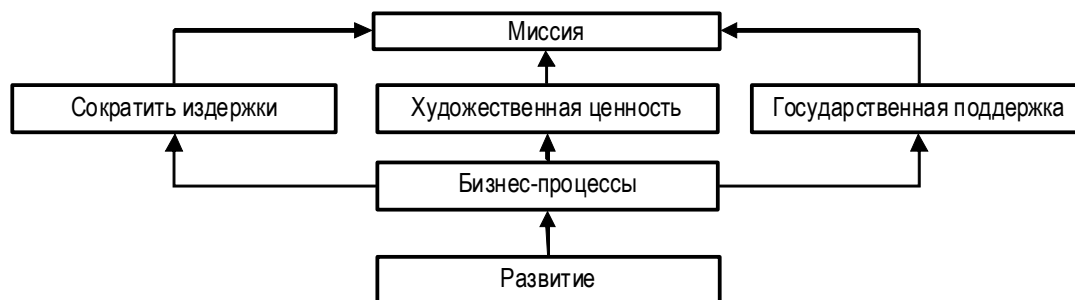 Миссия
Сократить издержки
Художественная ценность
Государственная поддержка
Бизнес-процессы
Развитие